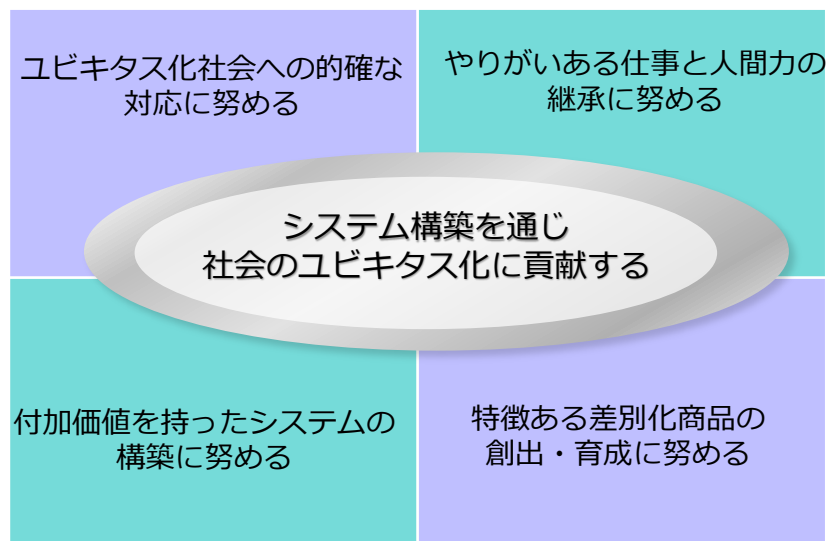 ユビキタス化社会への的確な
対応に努める
やりがいある仕事と人間力の
継承に努める
システム構築を通じ
社会のユビキタス化に貢献する
付加価値を持ったシステムの
構築に努める
特徴ある差別化商品の
創出・育成に努める